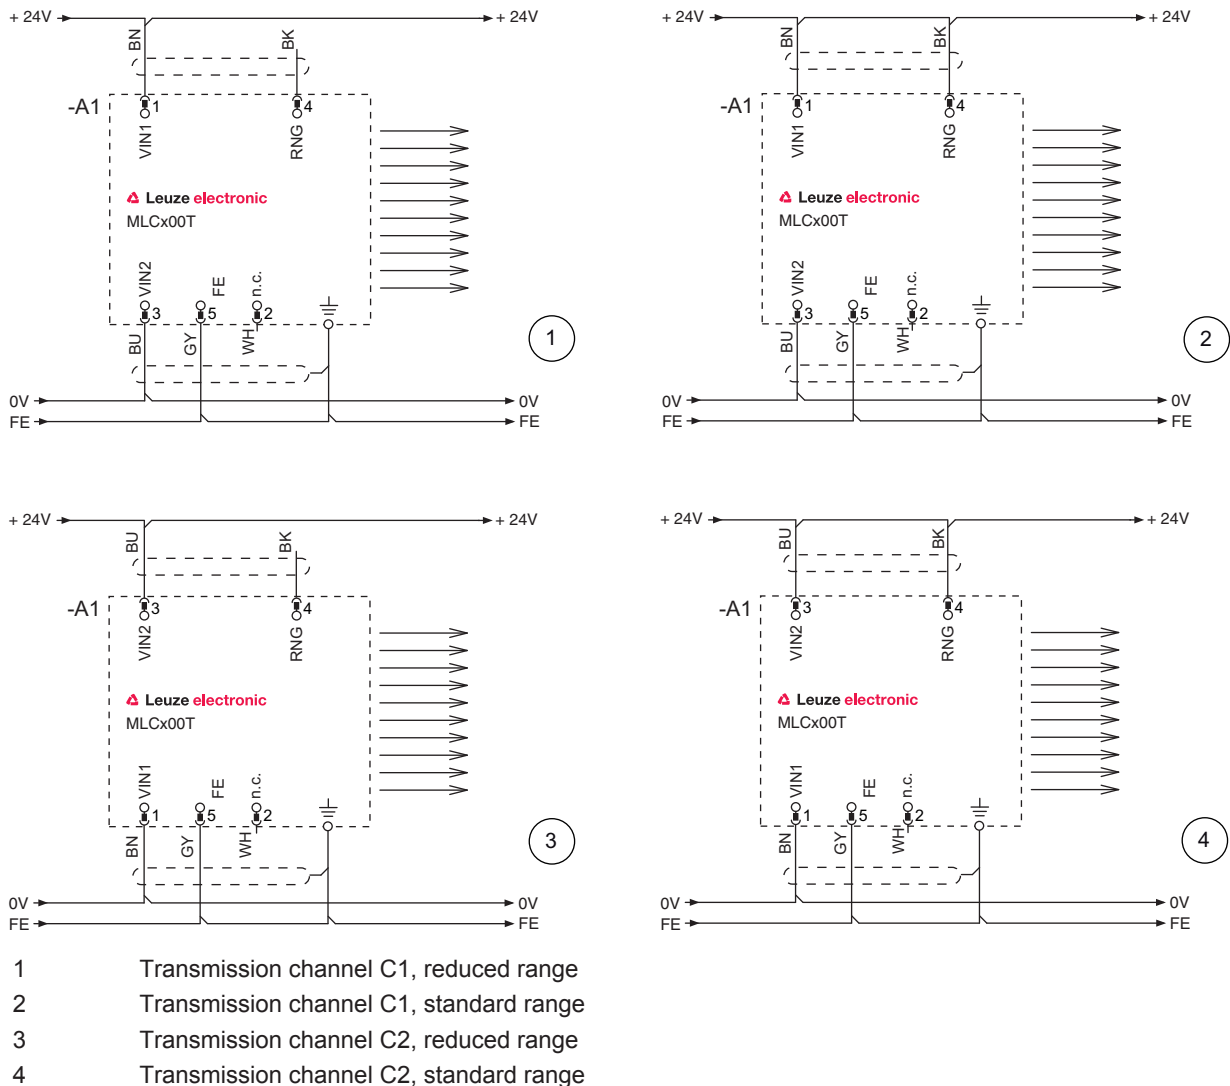 + 24V
+ 24V
BN
BK
-A1
1
4
VIN1
RNG
Leuze electronic
MLCx00T
VIN2
FE
n.c.
3
5
2
BU
GY
WH
1
0V
0V
FE
FE
+ 24V
+ 24V
BN
BK
-A1
1
4
VIN1
RNG
Leuze electronic
MLCx00T
VIN2
FE
n.c.
3
5
2
BU
GY
WH
2
0V
0V
FE
FE
+ 24V
+ 24V
BU
BK
-A1
3
4
VIN2
RNG
Leuze electronic
MLCx00T
VIN1
FE
n.c.
1
5
2
BN
GY
WH
3
0V
0V
FE
FE
+ 24V
+ 24V
BU
BK
-A1
3
4
VIN2
RNG
Leuze electronic
MLCx00T
VIN1
FE
n.c.
1
5
2
BN
GY
WH
4
0V
0V
FE
FE
1 Transmission channel C1, reduced range
2 Transmission channel C1, standard range
3 Transmission channel C2, reduced range
4 Transmission channel C2, standard range